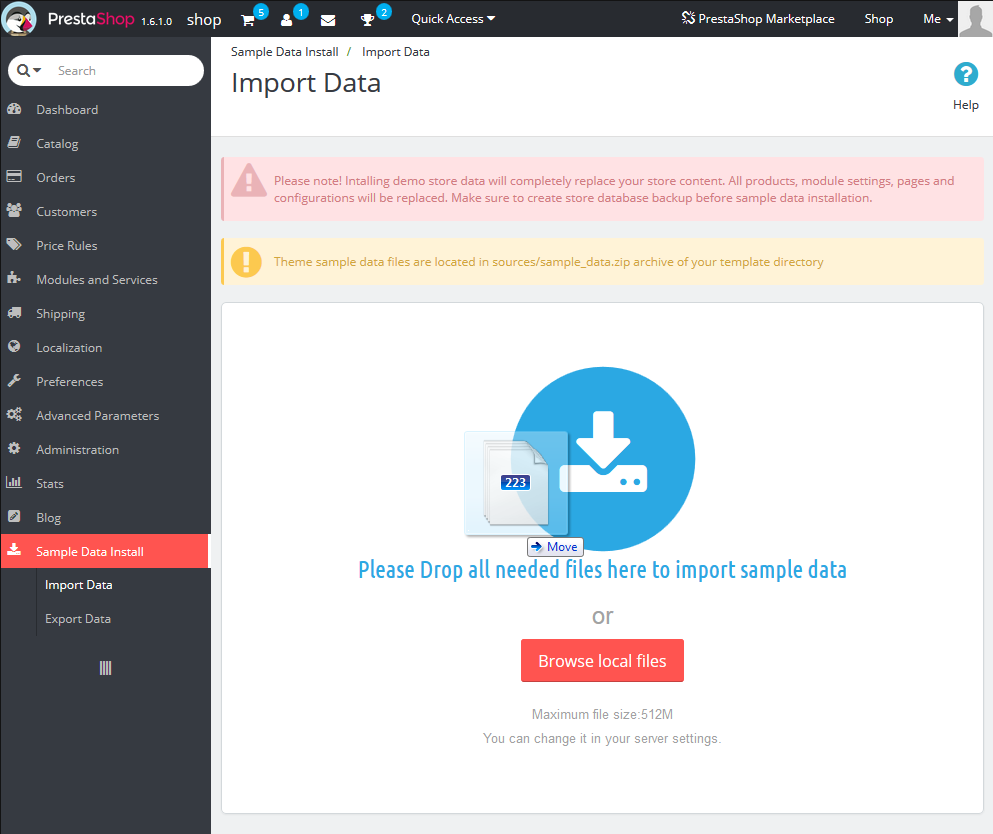 PrestaShop 1.6.1.0 shop 5 1 2 Quick Access PrestaShop Marketplace Shop Me
Search
Dashboard
Catalog
Orders
Customers
Price Rules
Modules and Services
Shipping
Localization
Preferences
Advanced Parameters
Administration
Stats
Blog
Sample Data Install
Import Data
Export Data
Sample Data Install / Import Data
Import Data
?
Help
Please note! Intalling demo store data will completely replace your store content. All products, module settings, pages and
configurations will be replaced. Make sure to create store database backup before sample data installation.
Theme sample data files are located in sources/sample_data.zip archive of your template directory
223
Move
Please Drop all needed files here to import sample data
or
Browse local files
Maximum file size:512M
You can change it in your server settings.